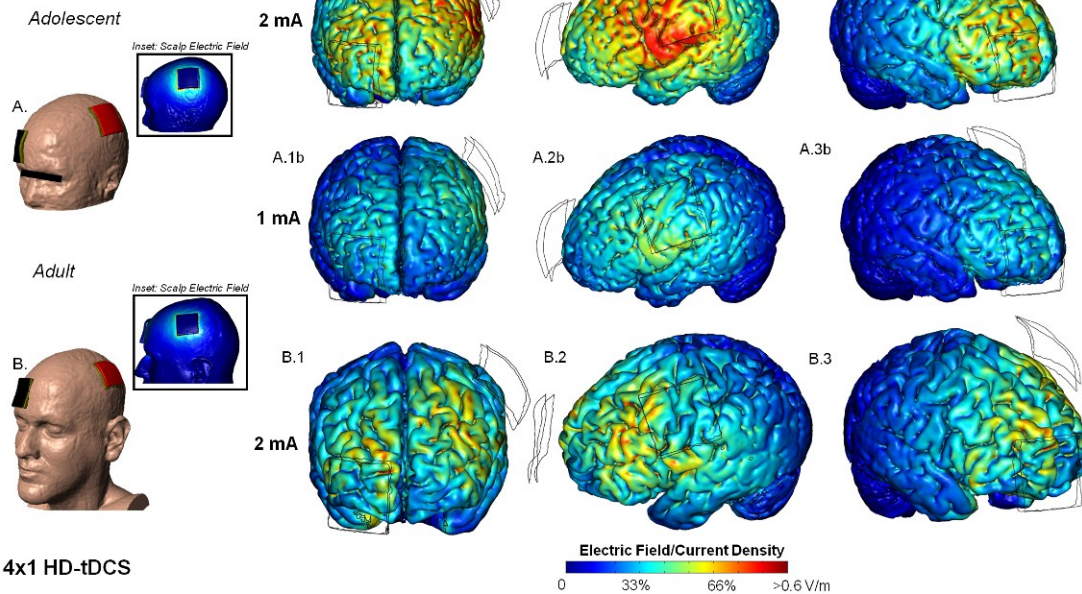 Adolescent
2 mA
Inset: Scalp Electric Field
A.
A.1b
A.2b
A.3b
1 mA
Adult
Inset: Scalp Electric Field
B.
B.1
B.2
B.3
2 mA
Electric Field/Current Density
0 33% 66% >0.6 V/m
4x1 HD-tDCS